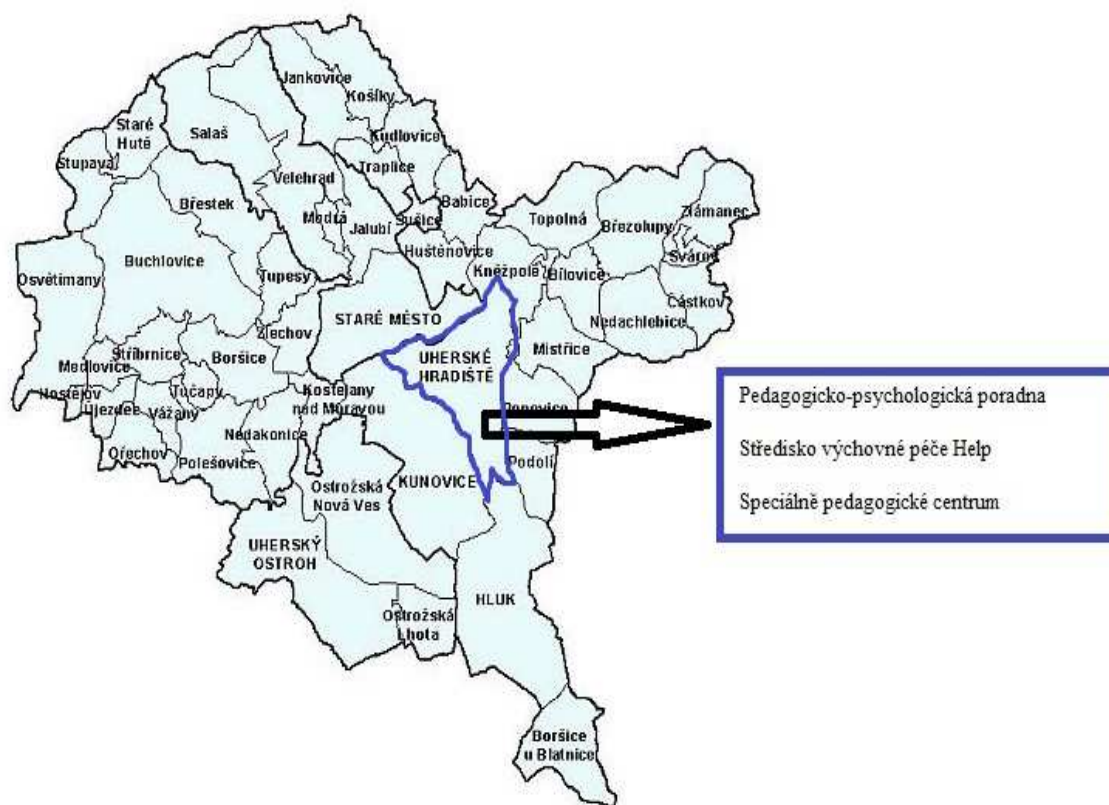 Jankovice
Košíky
Staré
Hutě
Salaš
Kudlovice
Stupava
Traplice
Velehrad
Babice
Břestek
Modrá
Sušice
Topolná
Zlámanec
Jalubí
Březolupy
Huštěnovice
Svárov
Buchlovice
Kněžpole
Bílovice
Osvětimany
Tupesy
Částkov
Nedachlebice
STARÉ MĚSTO
Zlechov
Mistřice
Stříbrnice
Boršice
UHERSKÉ
HRADIŠTĚ
Medlovice
Tučapy
Hostějov
Kostelany
nad Moravou
Újezdec
Vážany
Popovice
Nedakonice
Ořechov
Polešovice
Podolí
KUNOVICE
Ostrožská
Nová Ves
UHERSKÝ
OSTROH
HLUK
Ostrožská
Lhota
Boršice
u Blatnice
Pedagogicko-psychologická poradna
Středisko výchovné péče Help
Speciálně pedagogické centrum